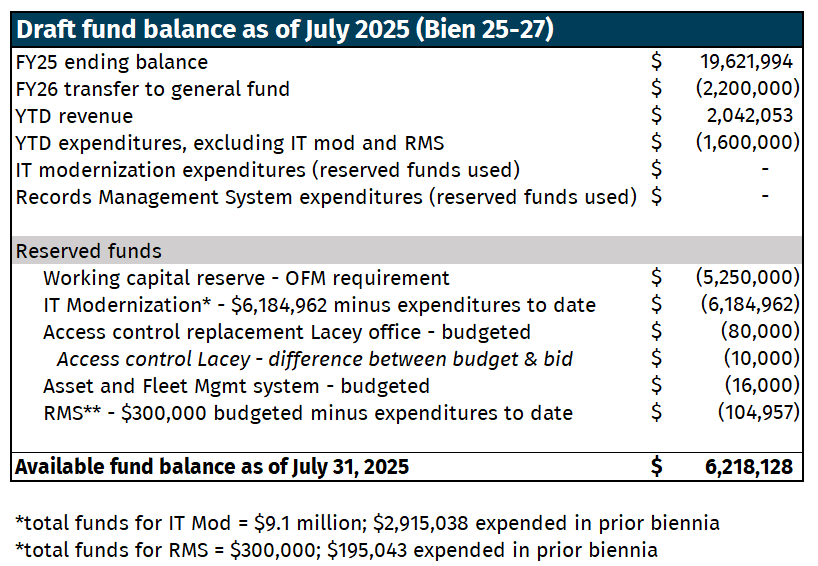 Draft fund balance as of July 2025 (Bien 25-27)
FY25 ending balance $ 19,621,994
FY26 transfer to general fund $ (2,200,000)
YTD revenue $ 2,042,053
YTD expenditures, excluding IT mod and RMS $ (1,600,000)
IT modernization expenditures (reserved funds used) $ -
Records Management System expenditures (reserved funds used) $ -
Reserved funds
Working capital reserve - OFM requirement $ (5,250,000)
IT Modernization* - $6,184,962 minus expenditures to date $ (6,184,962)
Access control replacement Lacey office - budgeted $ (80,000)
Access control Lacey - difference between budget & bid $ (10,000)
Asset and Fleet Mgmt system - budgeted $ (16,000)
RMS** - $300,000 budgeted minus expenditures to date $ (104,957)
Available fund balance as of July 31, 2025 $ 6,218,128
*total funds for IT Mod = $9.1 million; $2,915,038 expended in prior biennia
*total funds for RMS = $300,000; $195,043 expended in prior biennia